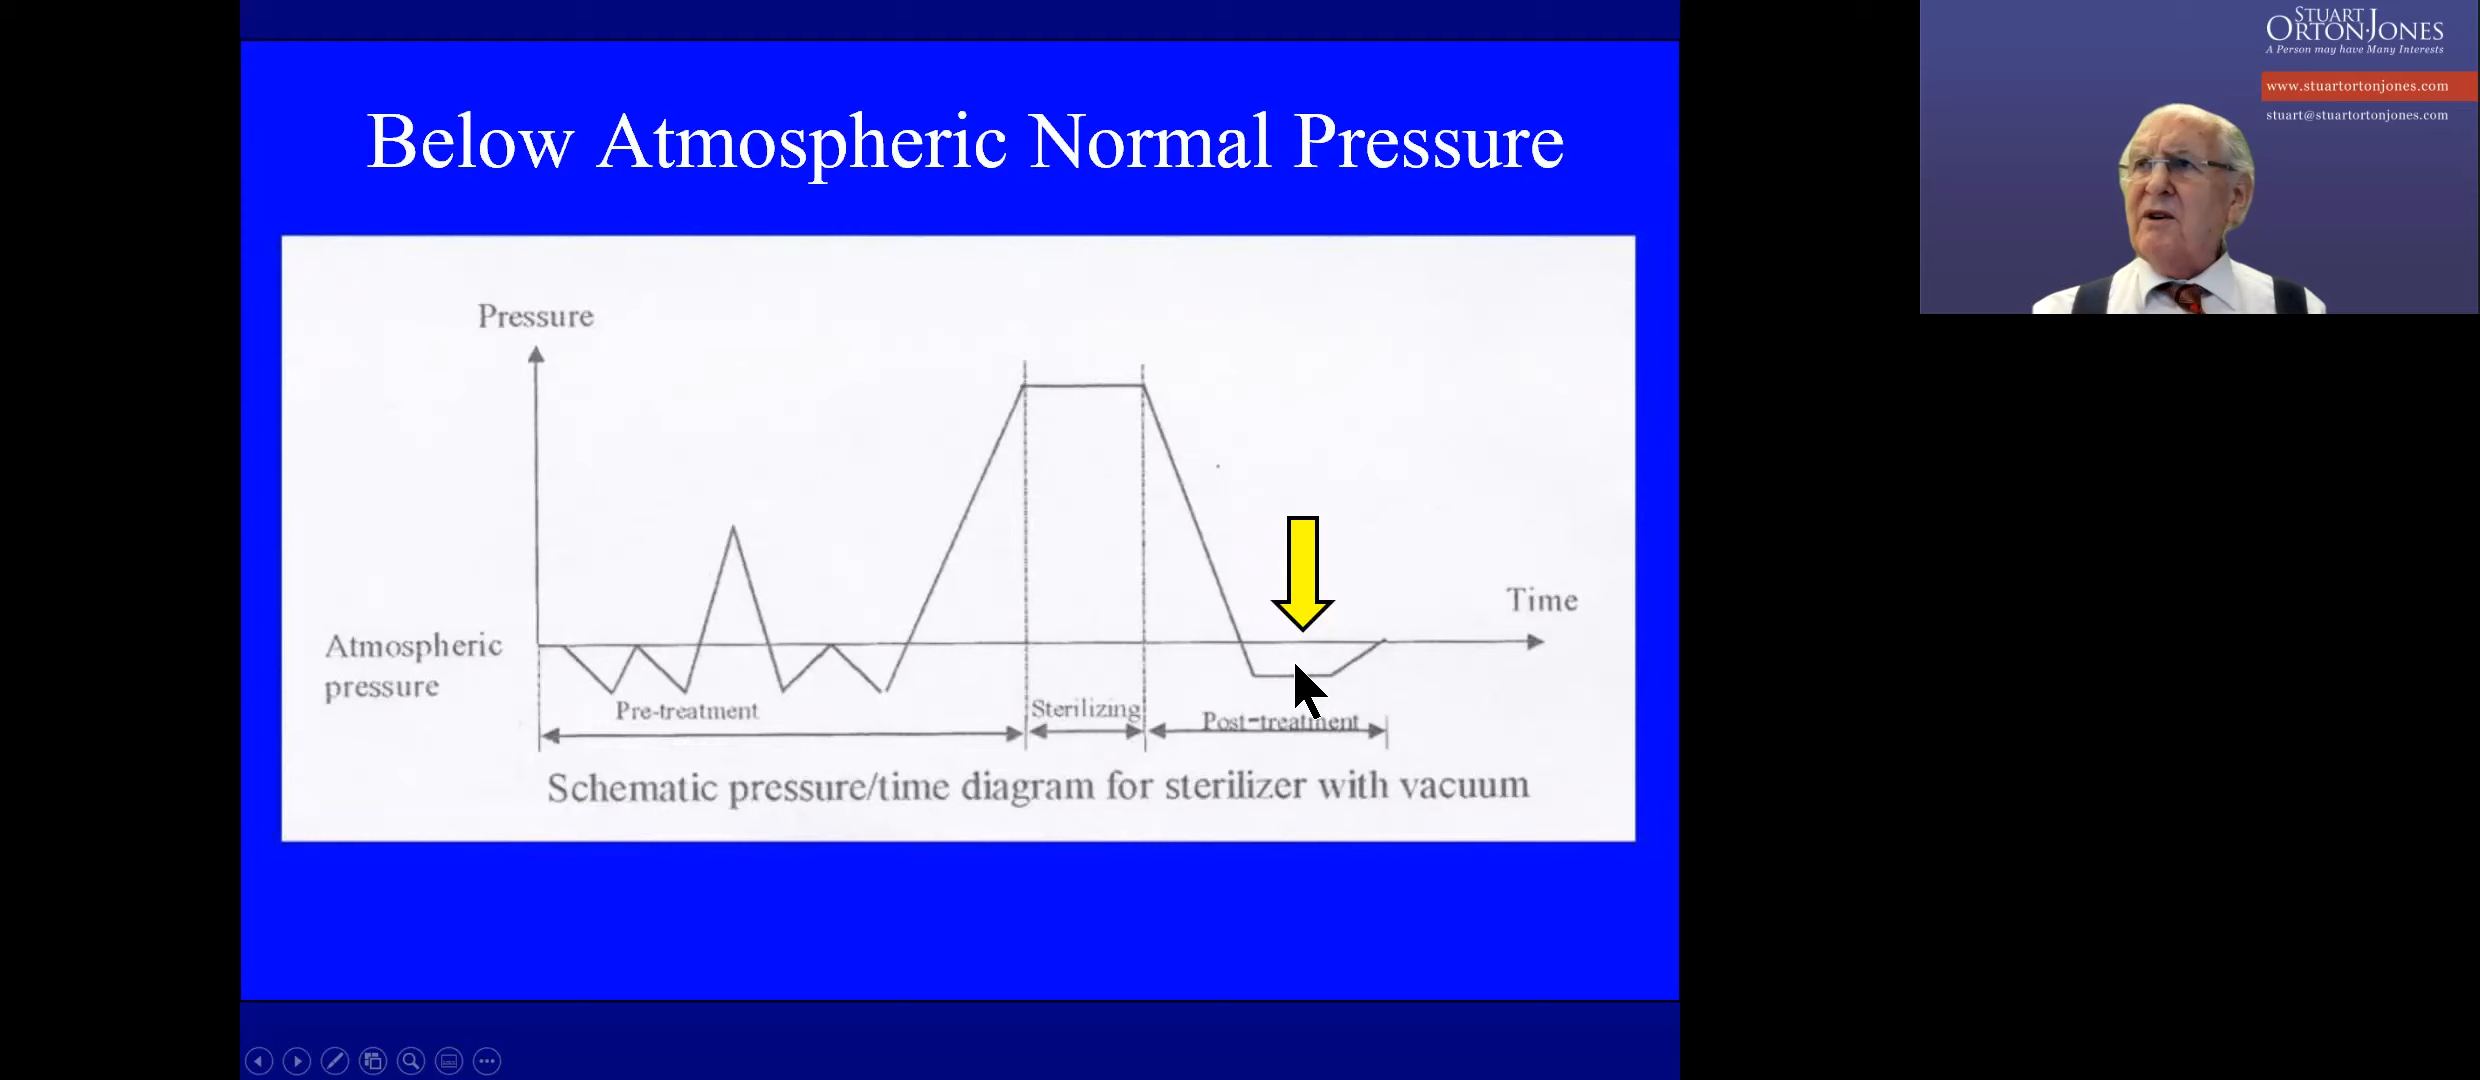 Below Atmospheric Normal Pressure
Pressure
Time
Atmospheric
pressure
Pre-treatment
Sterilizing
Post-treatment
Schematic pressure/time diagram for sterilizer with vacuum
STUART
ORTON-JONES
A Person may have Many Interests
www.stuartortonjones.com
stuart@stuartortonjones.com